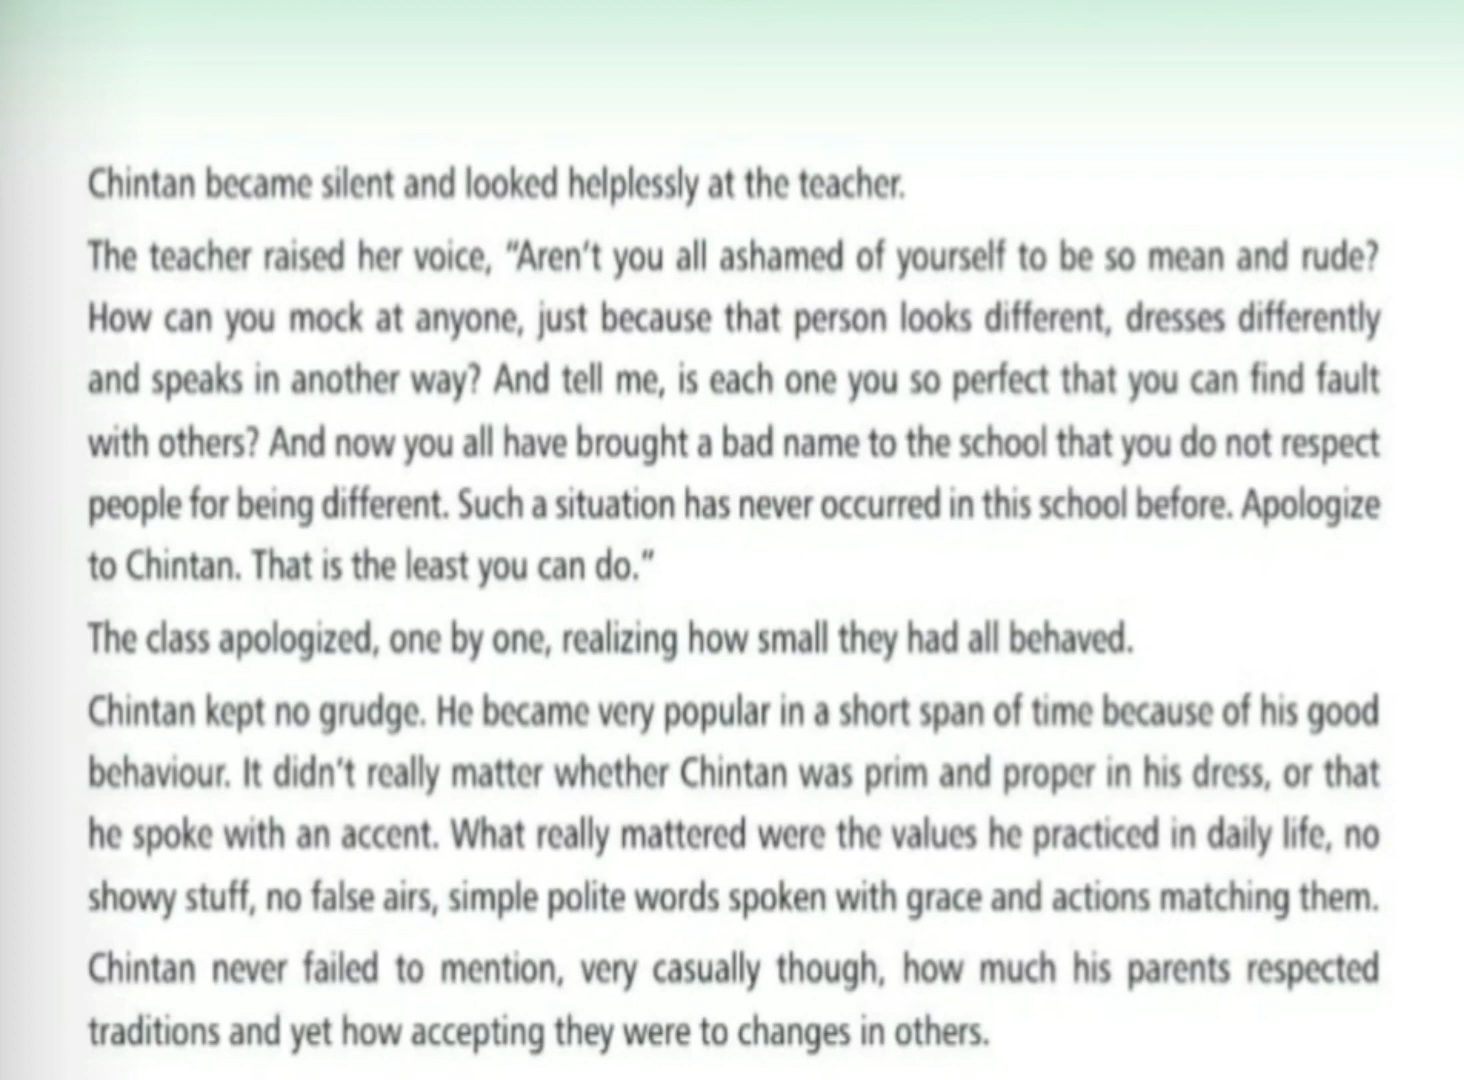 Chintan became silent and looked helplessly at the teacher.
The teacher raised her voice, “Aren’t you all ashamed of yourself to be so mean and rude?
How can you mock at anyone, just because that person looks different, dresses differently
and speaks in another way? And tell me, is each one you so perfect that you can find fault
with others? And now you all have brought a bad name to the school that you do not respect
people for being different. Such a situation has never occurred in this school before. Apologize
to Chintan. That is the least you can do.”
The class apologized, one by one, realizing how small they had all behaved.
Chintan kept no grudge. He became very popular in a short span of time because of his good
behaviour. It didn’t really matter whether Chintan was prim and proper in his dress, or that
he spoke with an accent. What really mattered were the values he practiced in daily life, no
showy stuff, no false airs, simple polite words spoken with grace and actions matching them.
Chintan never failed to mention, very casually though, how much his parents respected
traditions and yet how accepting they were to changes in others.